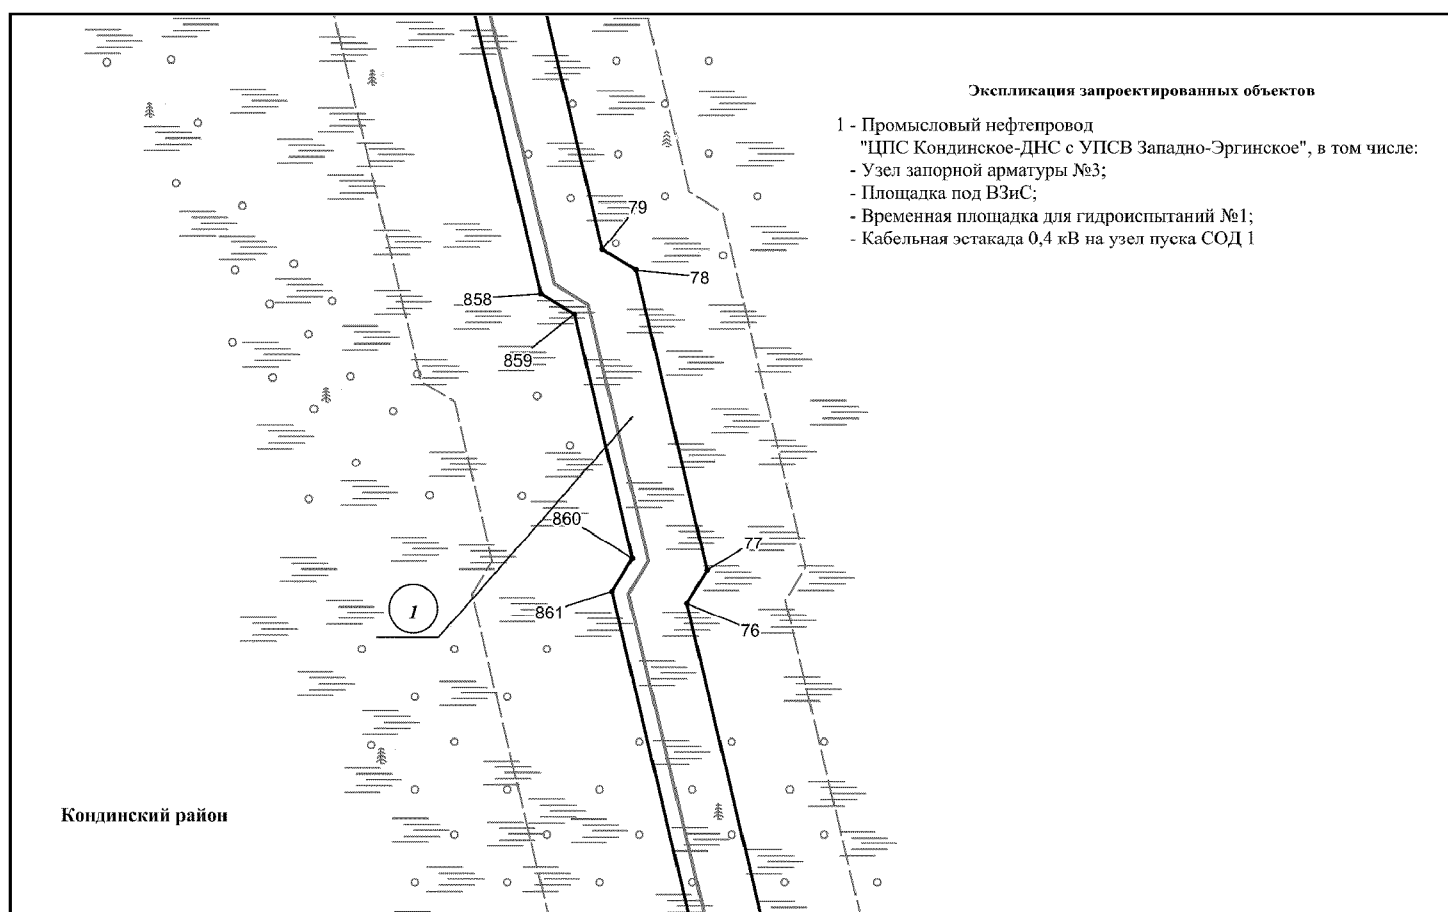 Экспликация запроектированных объектов
1 - Промысловый нефтепровод
"ЦПС Кондинское-ДНС с УПСВ Западно-Эргинское", в том числе:
- Узел запорной арматуры №3;
- Площадка под ВЗиС;
- Временная площадка для гидроиспытаний №1;
- Кабельная эстакада 0,4 кВ на узел пуска СОД 1
79
78
858
859
860
77
861
1
76
Кондинский район